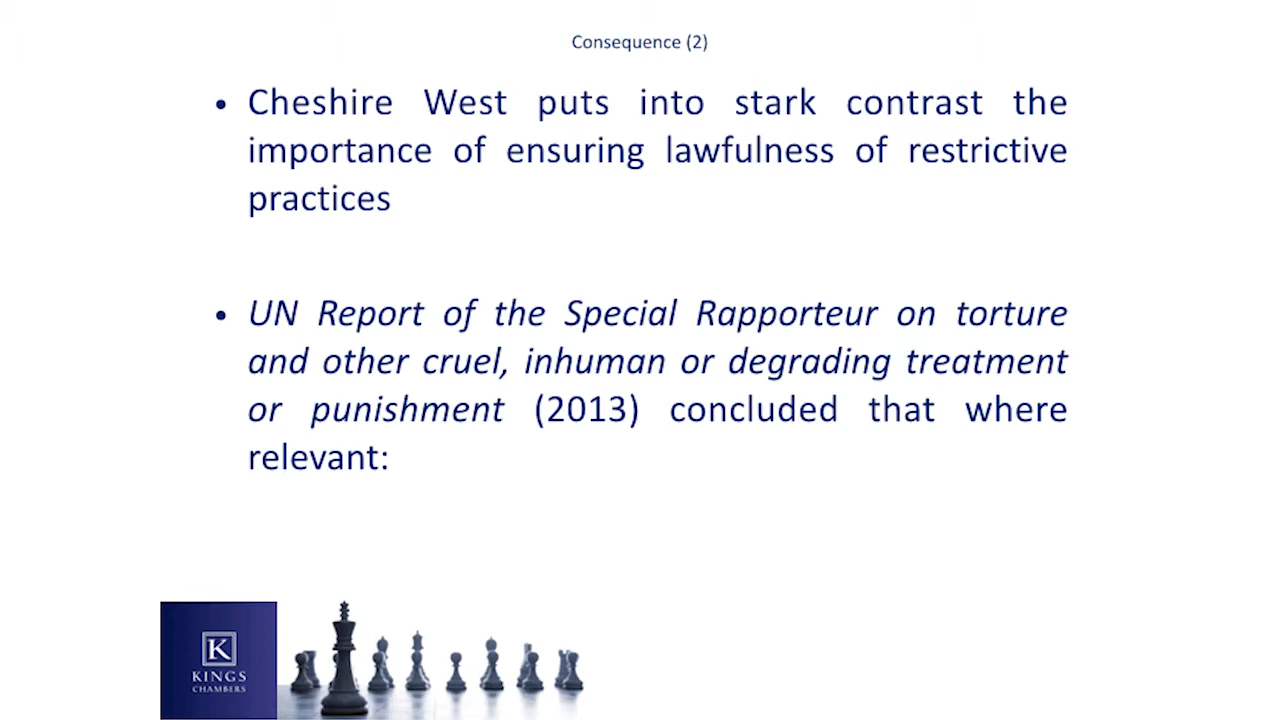 Consequence (2)
• Cheshire West puts into stark contrast the
importance of ensuring lawfulness of restrictive
practices
• UN Report of the Special Rapporteur on torture
and other cruel, inhuman or degrading treatment
or punishment (2013) concluded that where
relevant:
K
KINGS
CHAMBERS